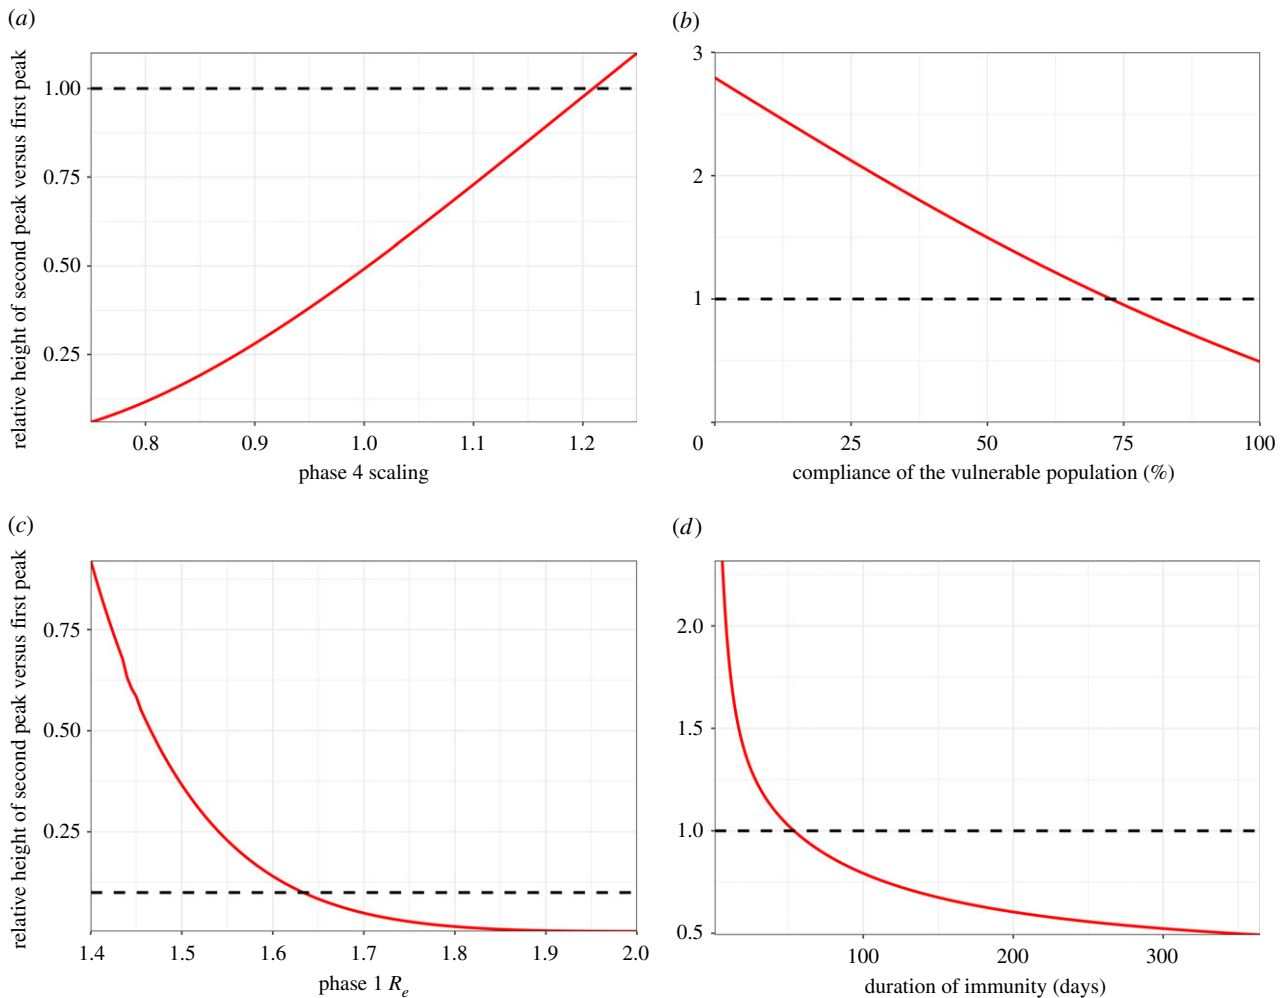 (a)
relative height of second peak versus first peak
1.00
0.75
0.50
0.25
0.8 0.9 1.0 1.1 1.2
phase 4 scaling
(b)
3
2
1
0 25 50 75 100
compliance of the vulnerable population (%)
(c)
relative height of second peak versus first peak
0.75
0.50
0.25
1.4 1.5 1.6 1.7 1.8 1.9 2.0
phase 1 Re
(d)
2.0
1.5
1.0
0.5
100 200 300
duration of immunity (days)